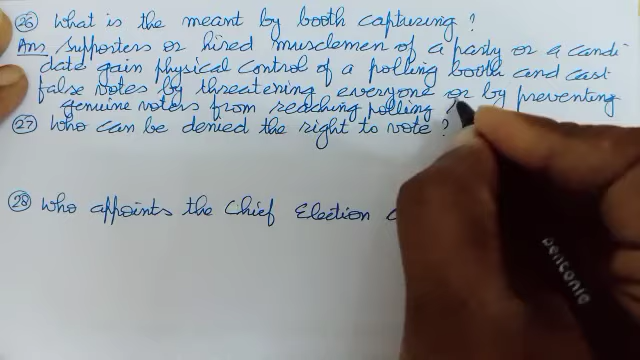 26 What is the meant by booth capturing ?
Ans Supporters or hired musclemen of a party or a candi-
date gain physical control of a polling booth and cast
false votes by threatening everyone or by preventing
genuine voters from reaching polling
27 Who can be denied the right to vote ?
28 Who appoints the Chief Election
pentonic